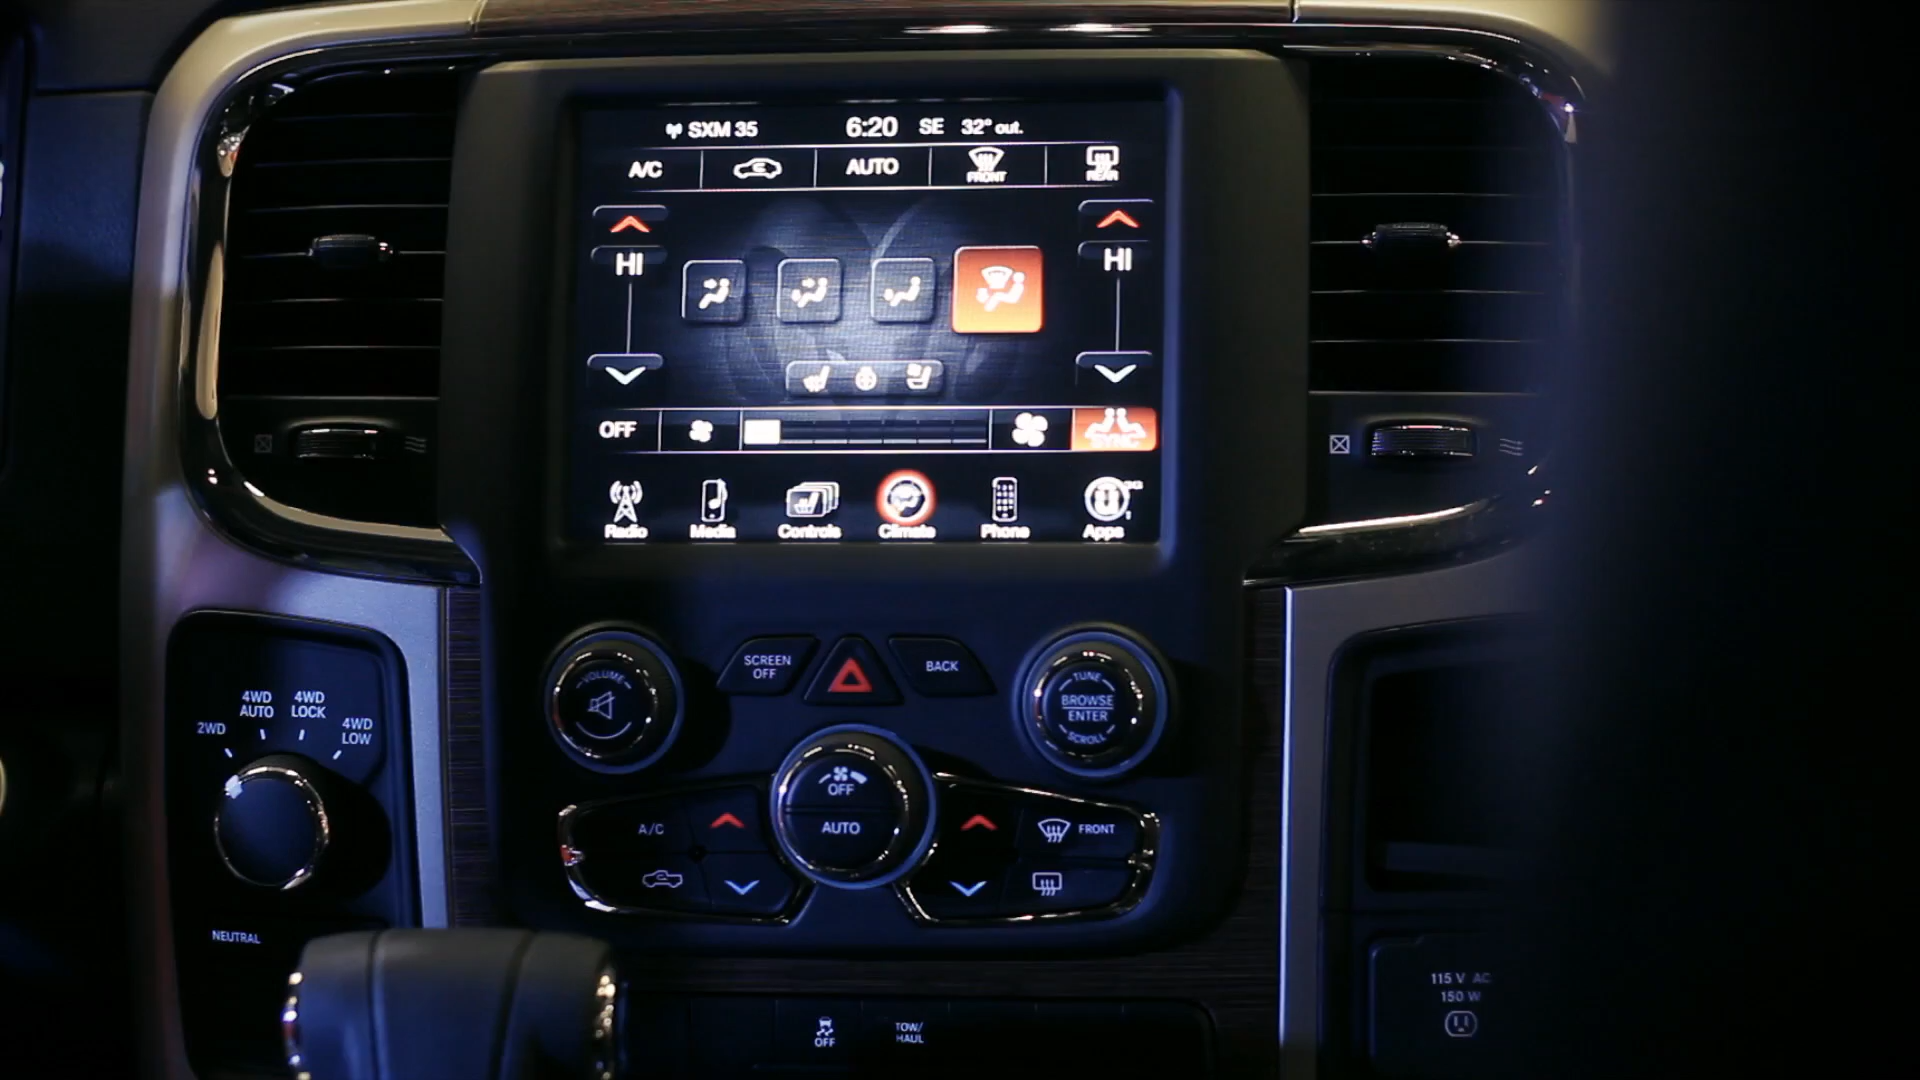 SXM 35 6:20 SE 32° out.
A/C AUTO FRONT REAR
HI HI
OFF SYNC
Radio Media Controls Climate Phone Apps
VOLUME
SCREEN
OFF
BACK
TUNE
BROWSE
ENTER
SCROLL
2WD
4WD
AUTO
4WD
LOCK
4WD
LOW
NEUTRAL
OFF
AUTO
A/C
FRONT
OFF
TOW/
HAUL
115 V AC
150 W